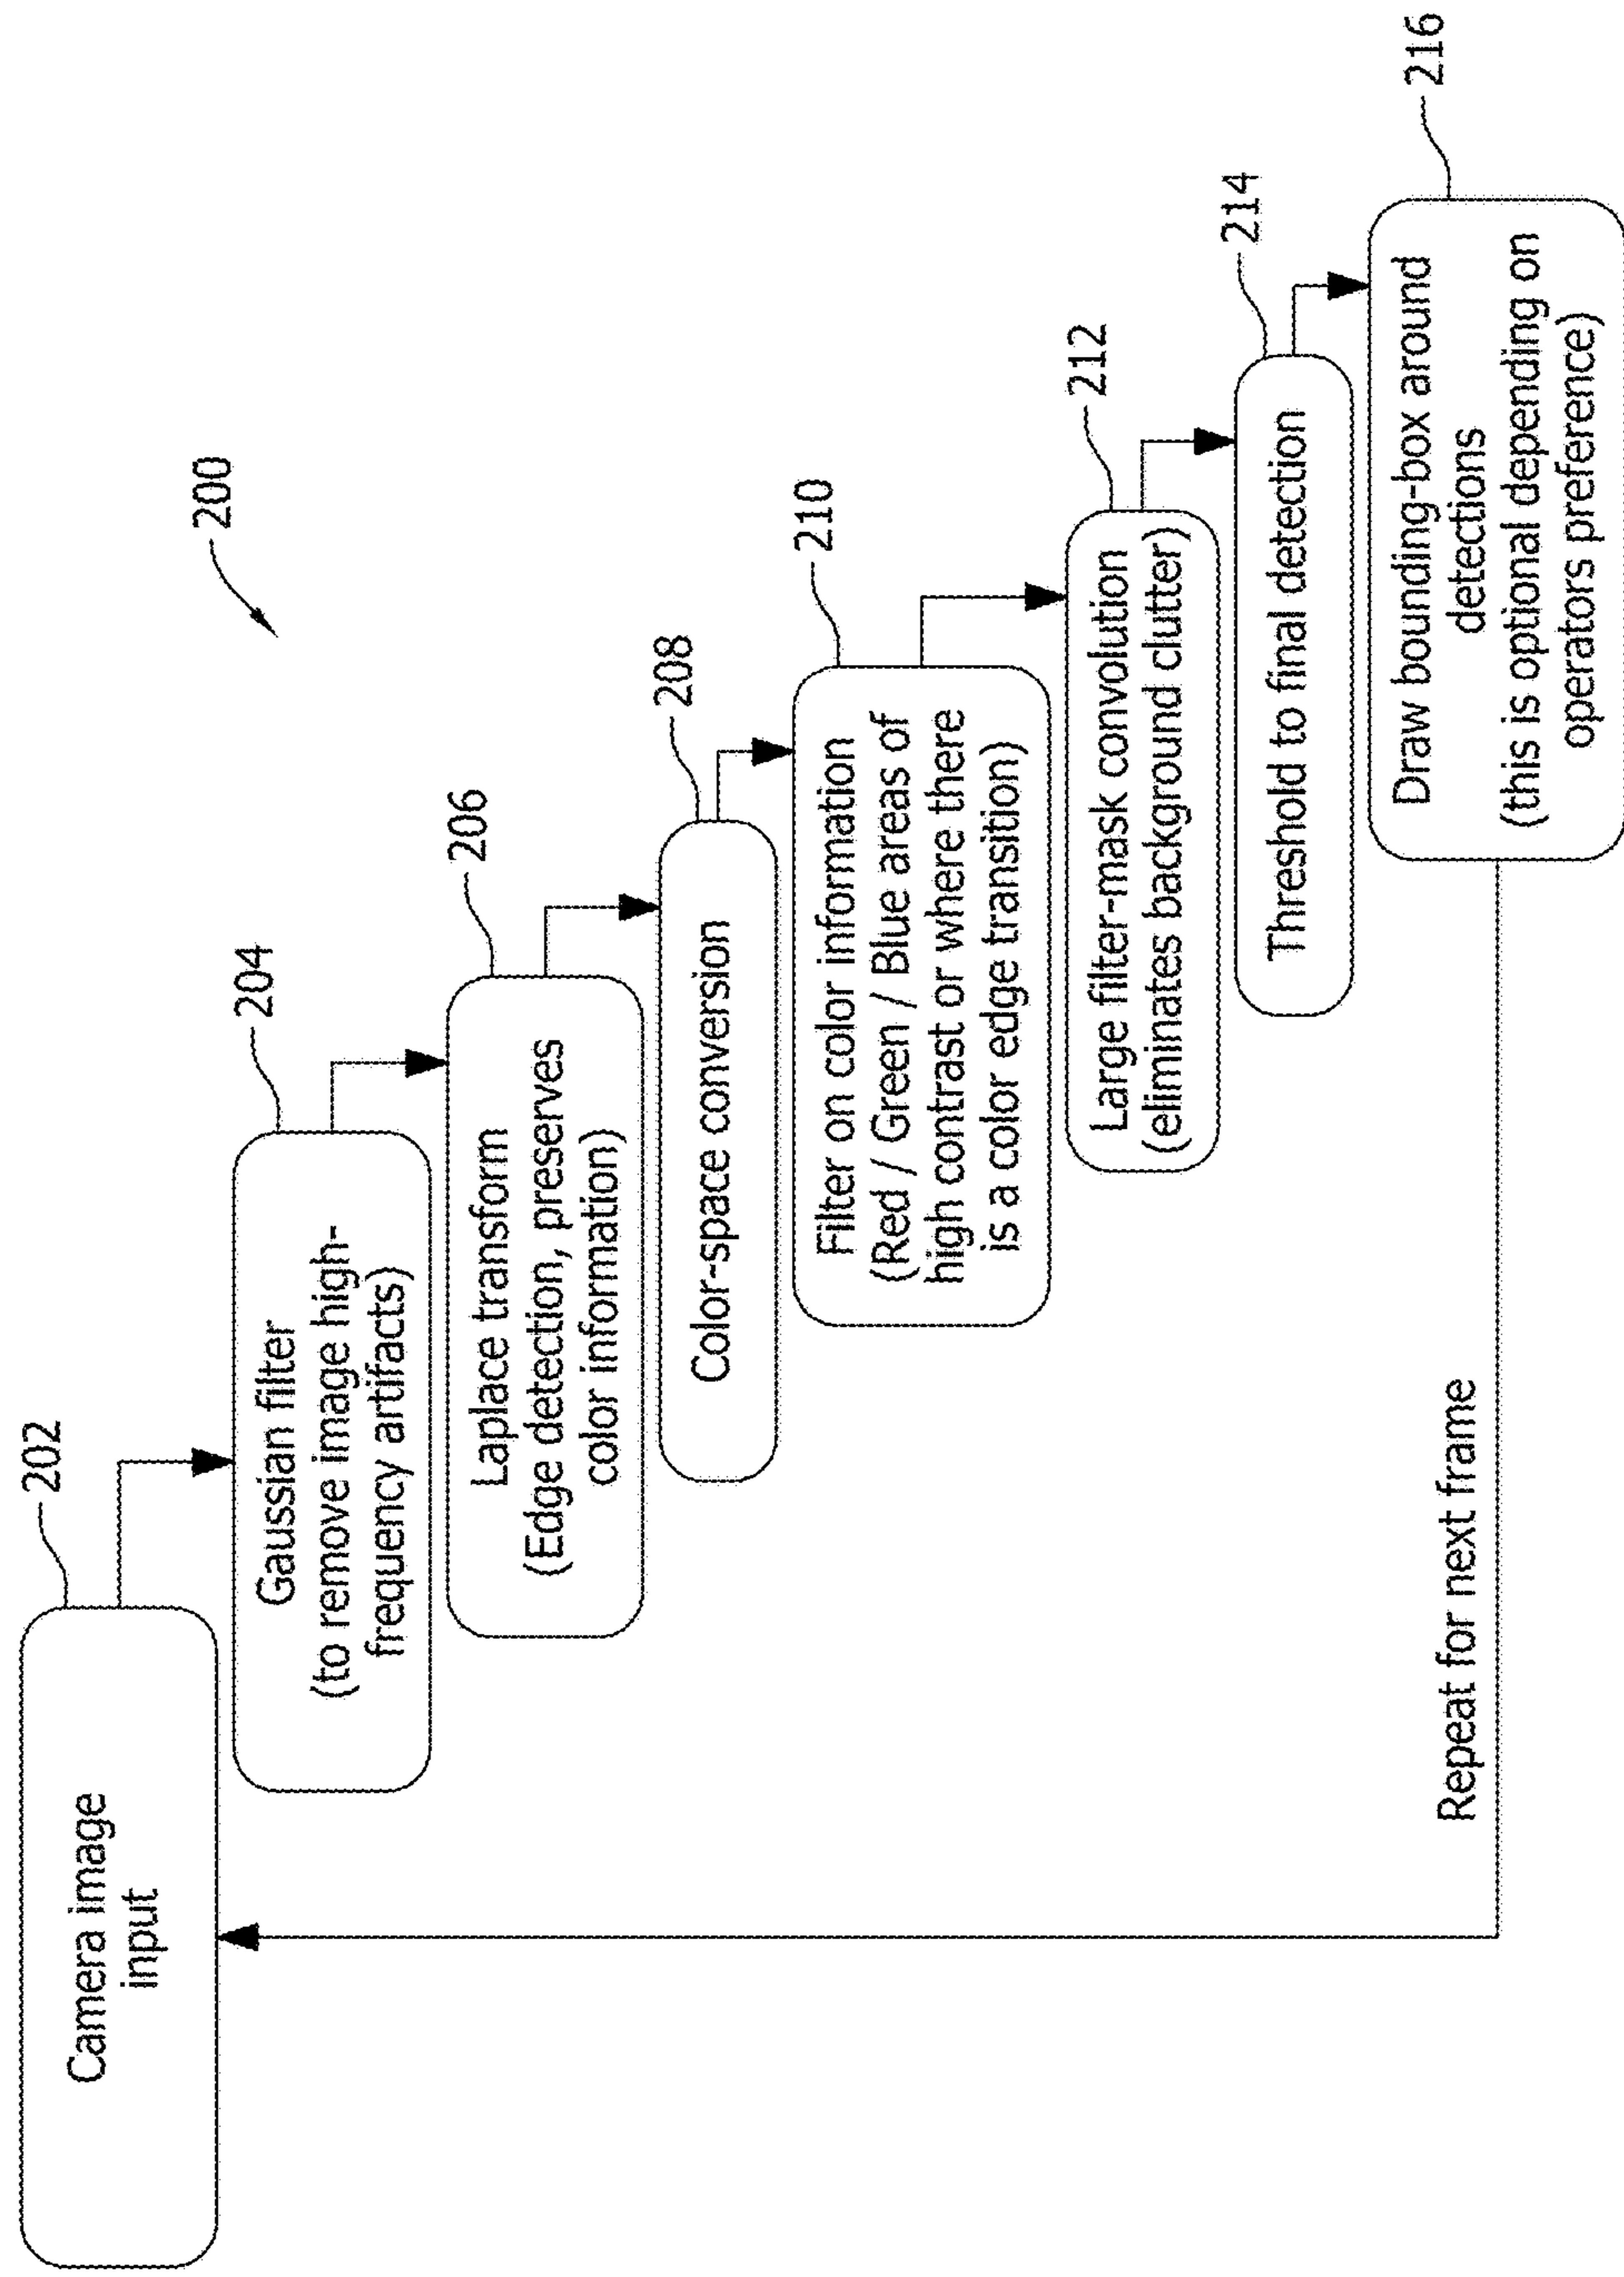 200
202
Camera image
input
204
Gaussian filter
(to remove image high-
frequency artifacts)
206
Laplace transform
(Edge detection, preserves
color information)
208
Color-space conversion
210
Filter on color information
(Red / Green / Blue areas of
high contrast or where there
is a color edge transition)
212
Large filter-mask convolution
(eliminates background clutter)
214
Threshold to final detection
216
Draw bounding-box around
detections
(this is optional depending on
operators preference)
Repeat for next frame